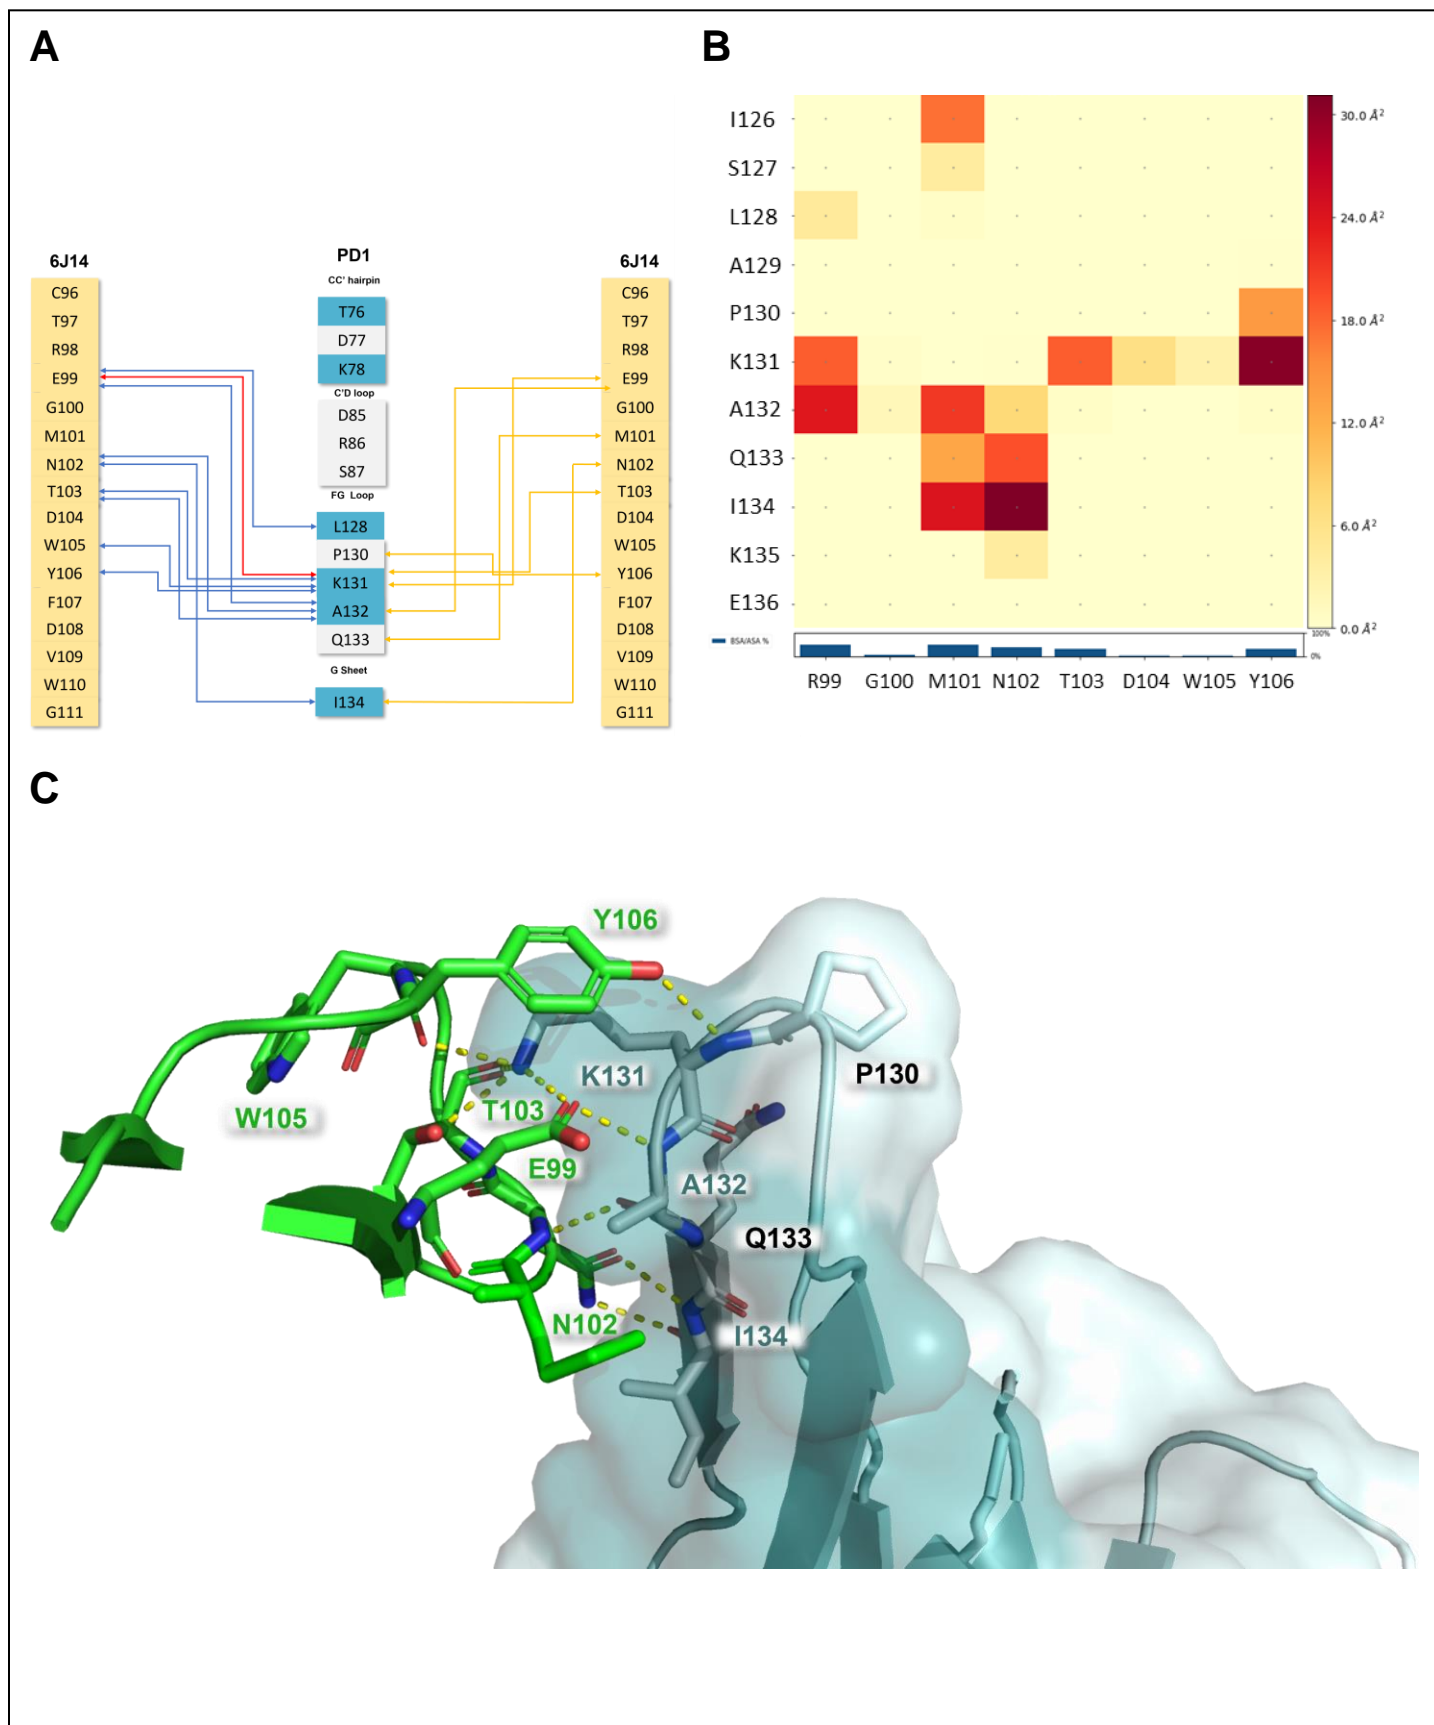 A
6J14
C96
T97
R98
E99
G100
M101
N102
T103
D104
W105
Y106
F107
D108
V109
W110
G111
PD1
CC' hairpin
T76
D77
K78
C'D loop
D85
R86
S87
FG Loop
L128
P130
K131
A132
Q133
G Sheet
I134
6J14
C96
T97
R98
E99
G100
M101
N102
T103
D104
W105
Y106
F107
D108
V109
W110
G111
B
I126
S127
L128
A129
P130
K131
A132
Q133
I134
K135
E136
30.0 Å²
24.0 Å²
18.0 Å²
12.0 Å²
6.0 Å²
0.0 Å²
BSA/ASA %
100%
0%
R99 G100 M101 N102 T103 D104 W105 Y106
C
Y106
P130
K131
T103
W105
E99
A132
Q133
N102
I134